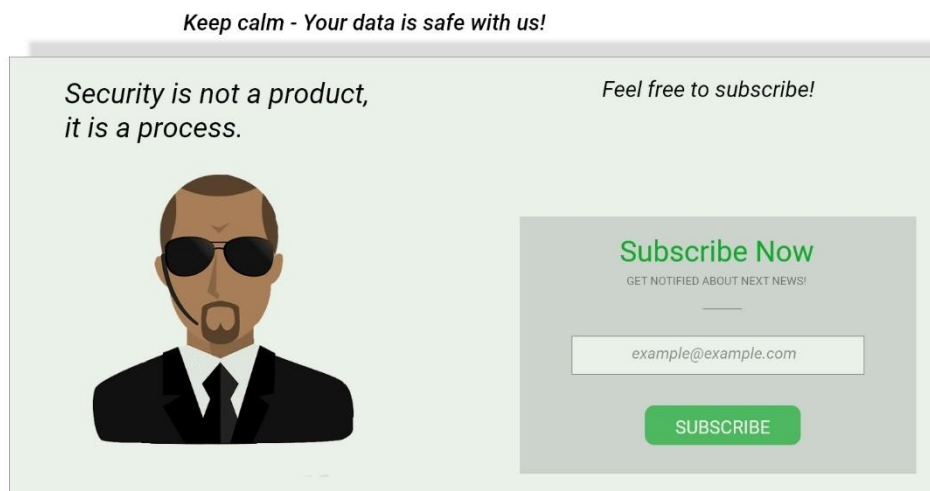 Keep calm - Your data is safe with us!
Security is not a product,
it is a process.
Feel free to subscribe!
Subscribe Now
GET NOTIFIED ABOUT NEXT NEWS!
example@example.com
SUBSCRIBE